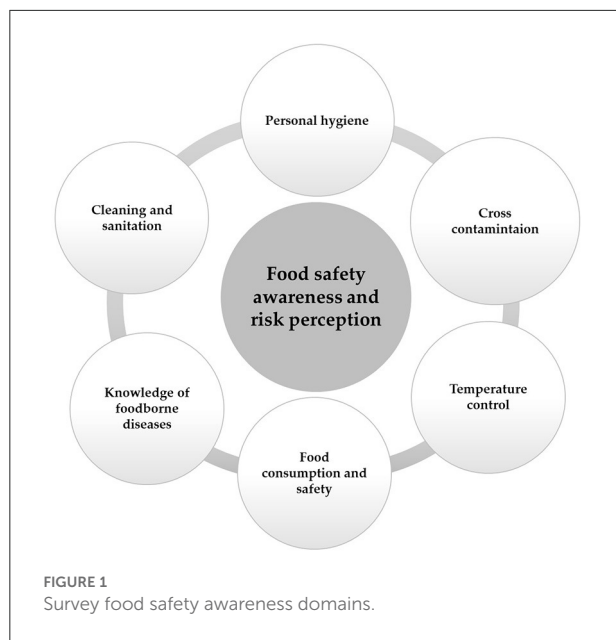 Personal hygiene
Cross
contamintaion
Temperature
control
Food
consumption and
safety
Knowledge of
foodborne
diseases
Cleaning and
sanitation
Food safety
awareness and
risk perception
FIGURE 1
Survey food safety awareness domains.